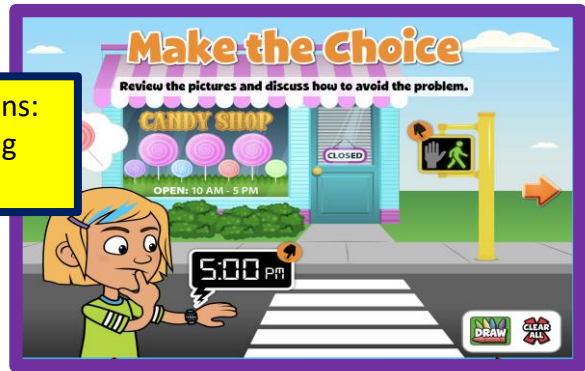 Make the Choice
Review the pictures and discuss how to avoid the problem.
ns:
g
CANDY SHOP
CLOSED
OPEN: 10 AM - 5 PM
5:00 PM
DRAW
CLEAR
ALL